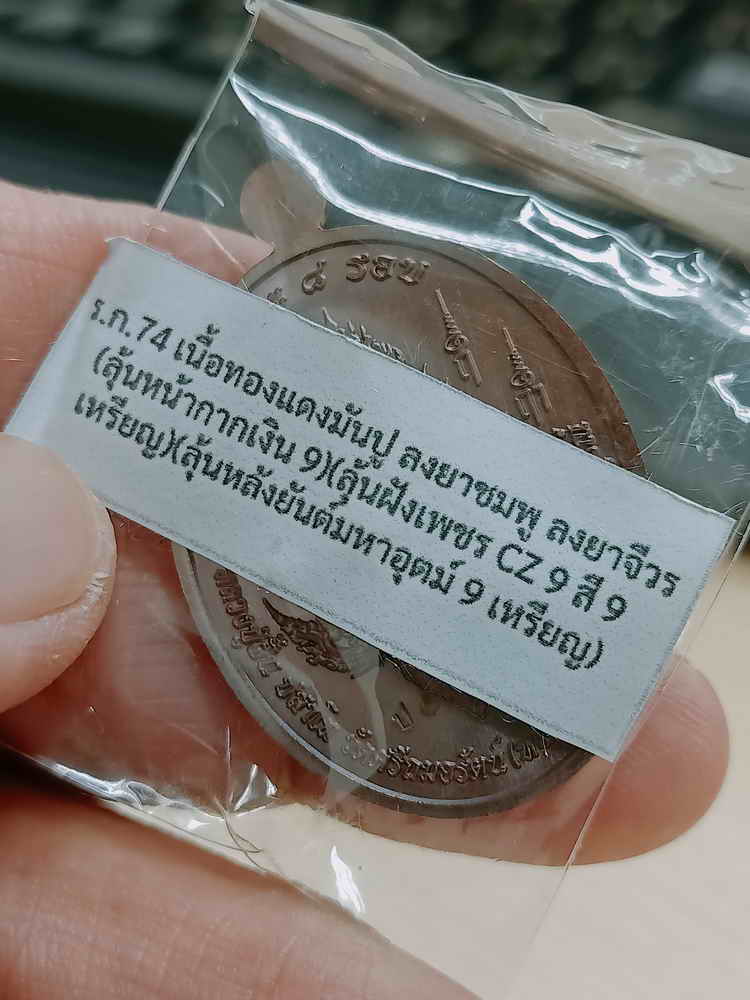 ๘ รอบ
ร.ก.74 เนื้อทองแดงมันปู ลงยาชมพู ลงยาจีวร
(ลุ้นหน้ากากเงิน 9)(ลุ้นฝังเพชร CZ 9 สี 9
เหรียญ)(ลุ้นหลังยันต์มหาอุตม์ 9 เหรียญ)